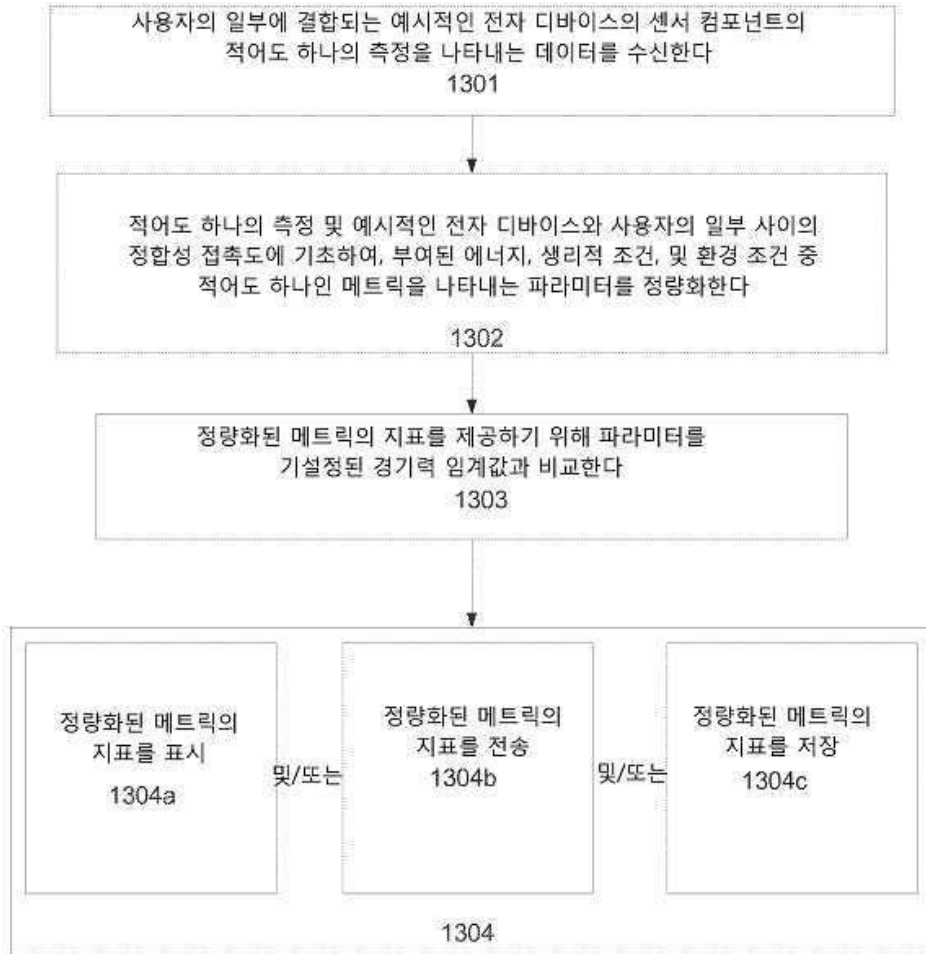 사용자의 일부에 결합되는 예시적인 전자 디바이스의 센서 컴포넌트의
적어도 하나의 측정을 나타내는 데이터를 수신한다
1301
적어도 하나의 측정 및 예시적인 전자 디바이스와 사용자의 일부 사이의
정합성 접촉도에 기초하여, 부여된 에너지, 생리적 조건, 및 환경 조건 중
적어도 하나인 메트릭을 나타내는 파라미터를 정량화한다
1302
정량화된 메트릭의 지표를 제공하기 위해 파라미터를
기설정된 경기력 임계값과 비교한다
1303
정량화된 메트릭의
지표를 표시
1304a
및/또는
정량화된 메트릭의
지표를 전송
1304b
및/또는
정량화된 메트릭의
지표를 저장
1304c
1304